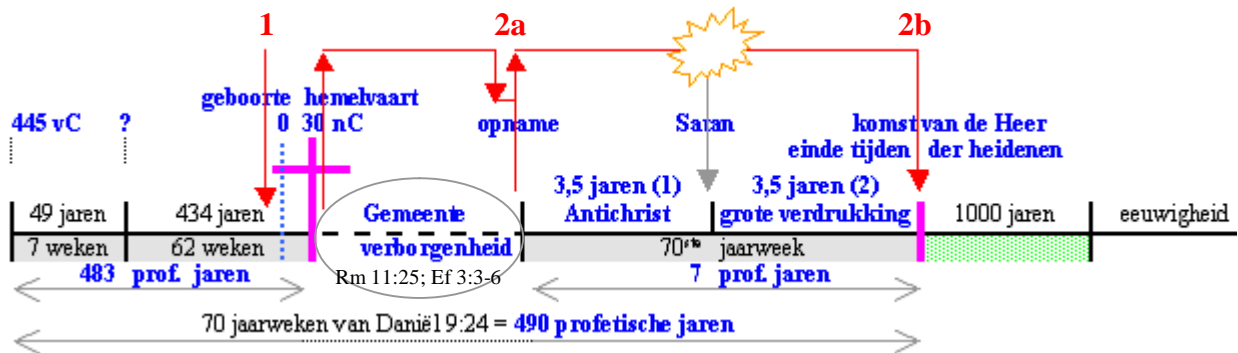 1 2a 2b
geboorte hemelvaart
445 vC ? 0 30 nC opname Satan komst van de Heer
einde tijden der heidenen
3,5 jaren (1) 3,5 jaren (2)
49 jaren 434 jaren Gemeente Antichrist grote verdrukking 1000 jaren eeuwigheid
7 weken 62 weken verborgenheid 70ste jaarweek
483 prof. jaren Rm 11:25; Ef 3:3-6 7 prof. jaren
70 jaarweken van Daniël 9:24 = 490 profetische jaren